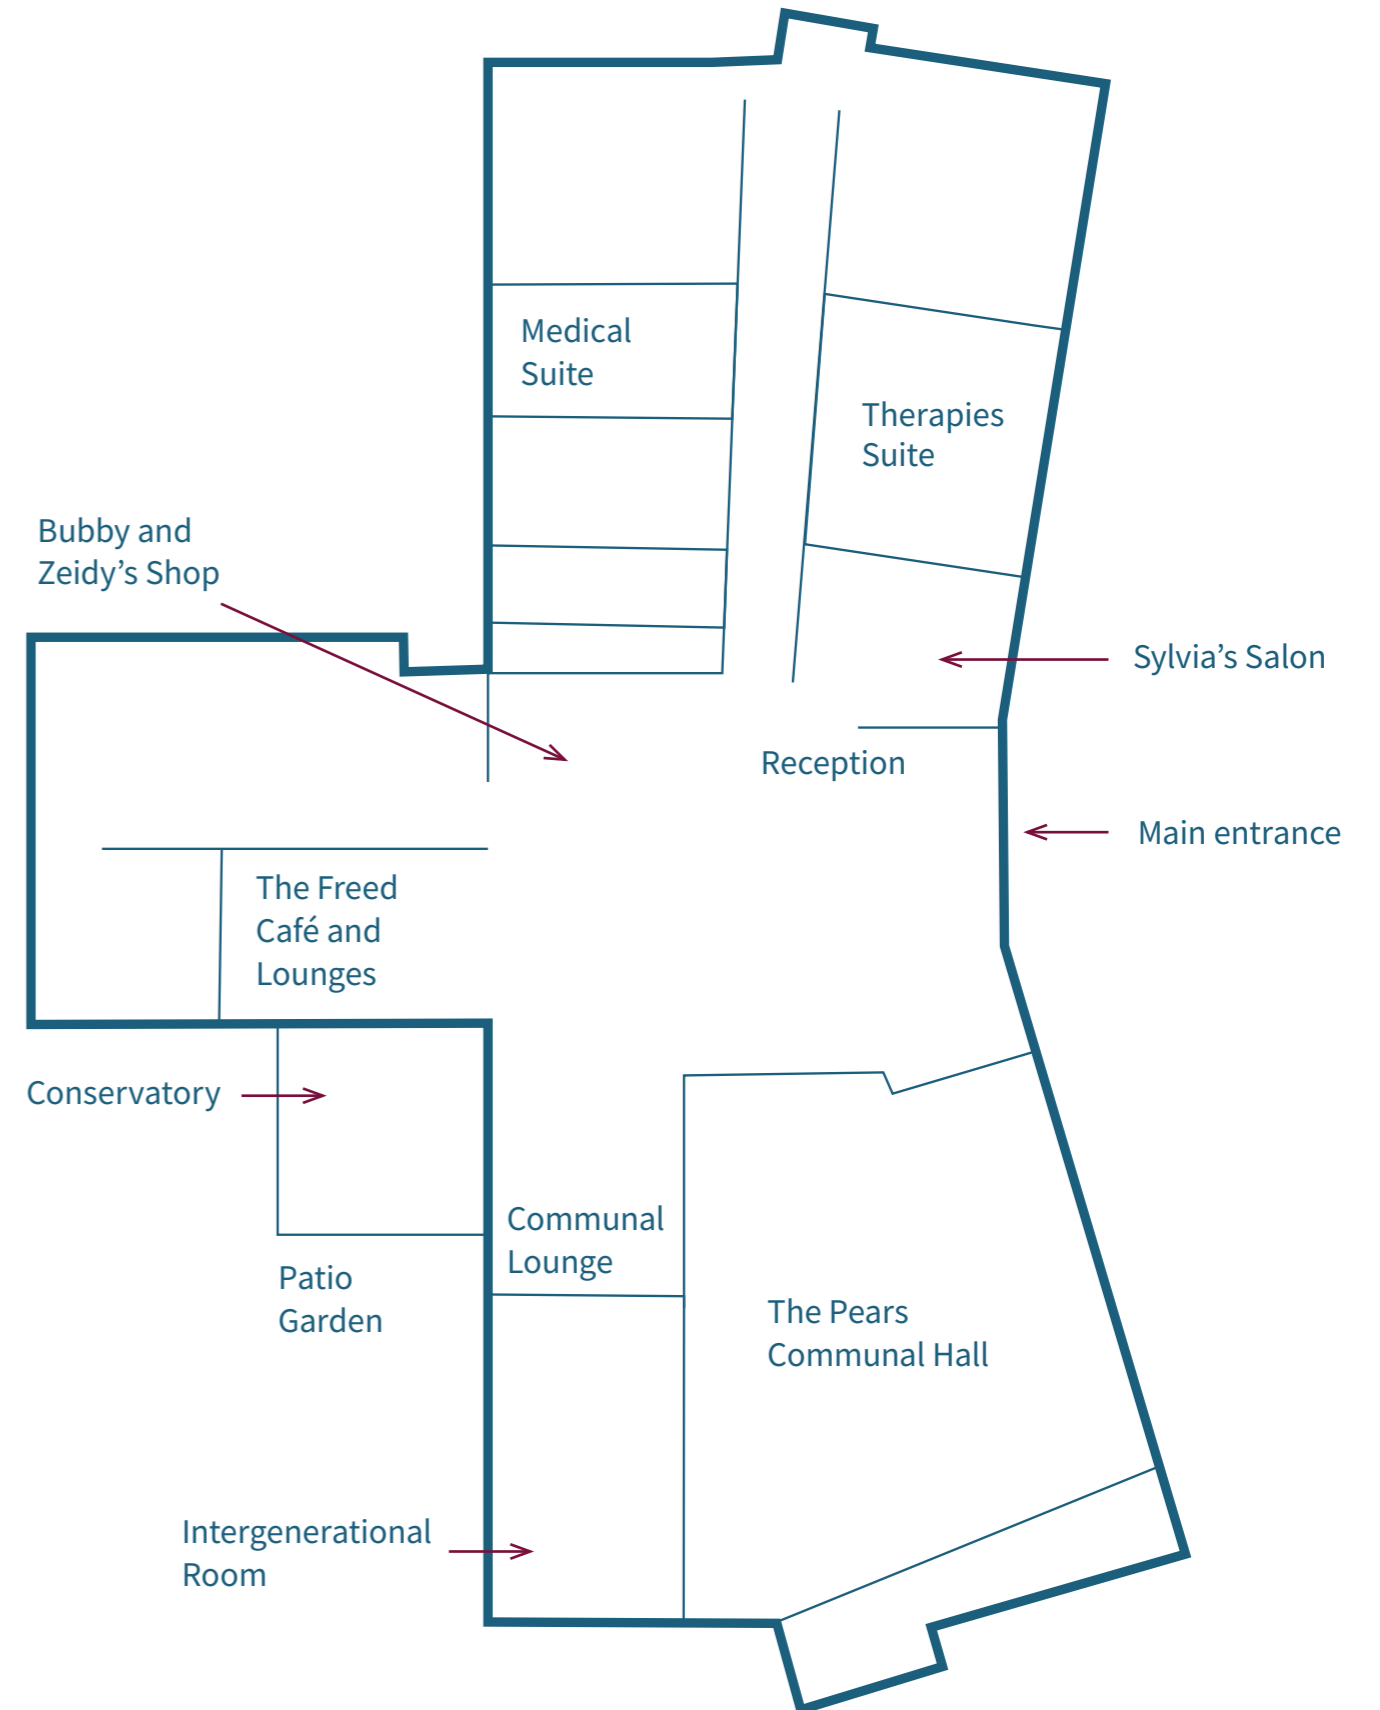 Medical
Suite
Therapies
Suite
Bubby and
Zeidy’s Shop
Sylvia’s Salon
Reception
Main entrance
The Freed
Café and
Lounges
Conservatory
Communal
Lounge
Patio
Garden
The Pears
Communal Hall
Intergenerational
Room